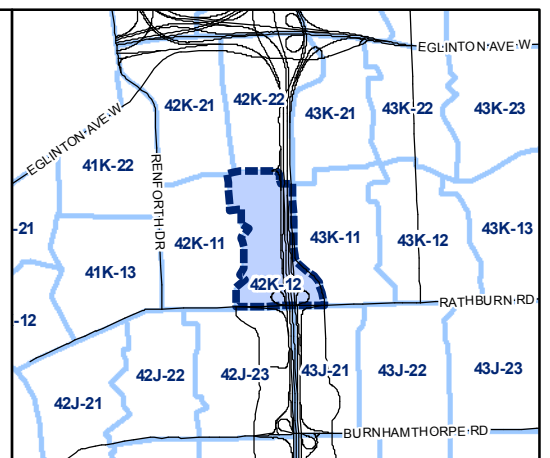 EGLINTON AVE W
42K-22
42K-21
43K-21
43K-22
43K-23
EGLINTON AVE W
41K-22
RENFORTH DR
-21
42K-11
43K-11
43K-12
43K-13
41K-13
42K-12
RATHBURN RD
-12
42J-21
42J-22
42J-23
43J-21
43J-22
43J-23
BURNHAMTHORPE RD